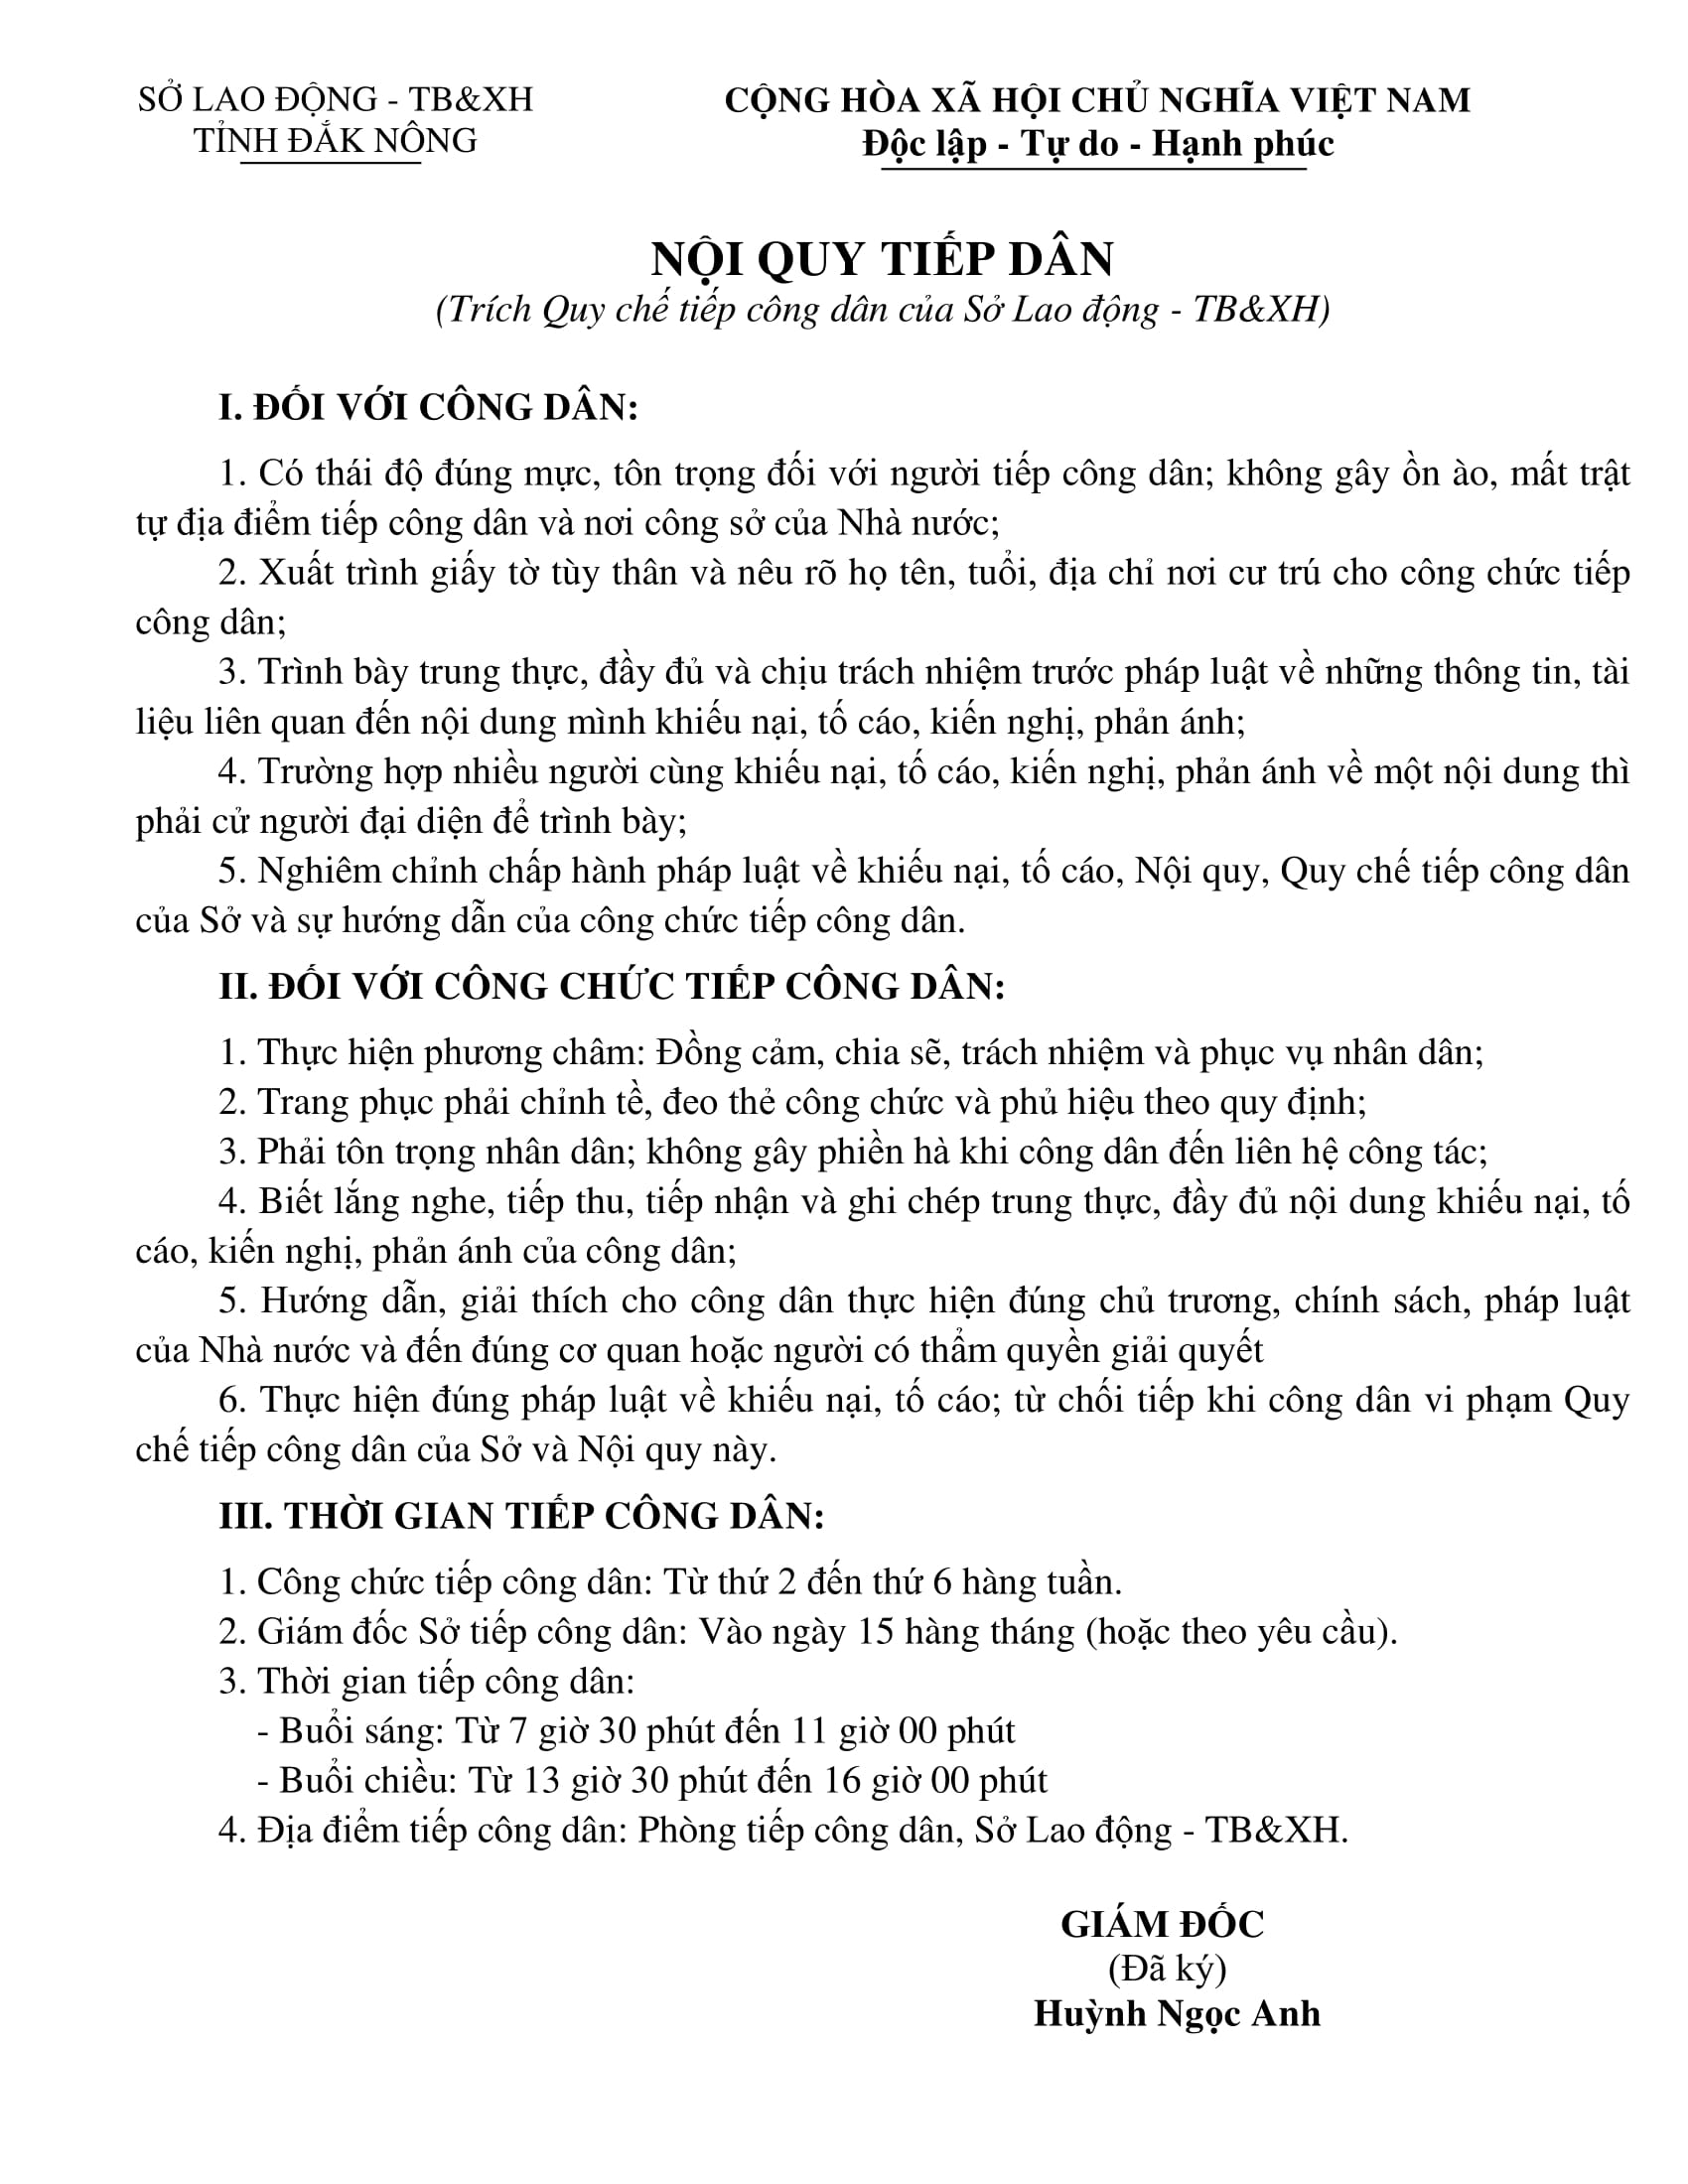 SỞ LAO ĐỘNG - TB&XH
TỈNH ĐẮK NÔNG
CỘNG HÒA XÃ HỘI CHỦ NGHĨA VIỆT NAM
Độc lập - Tự do - Hạnh phúc
NỘI QUY TIẾP DÂN
(Trích Quy chế tiếp công dân của Sở Lao động - TB&XH)
I. ĐỐI VỚI CÔNG DÂN:
1. Có thái độ đúng mực, tôn trọng đối với người tiếp công dân; không gây ồn ào, mất trật
tự địa điểm tiếp công dân và nơi công sở của Nhà nước;
2. Xuất trình giấy tờ tùy thân và nêu rõ họ tên, tuổi, địa chỉ nơi cư trú cho công chức tiếp
công dân;
3. Trình bày trung thực, đầy đủ và chịu trách nhiệm trước pháp luật về những thông tin, tài
liệu liên quan đến nội dung mình khiếu nại, tố cáo, kiến nghị, phản ánh;
4. Trường hợp nhiều người cùng khiếu nại, tố cáo, kiến nghị, phản ánh về một nội dung thì
phải cử người đại diện để trình bày;
5. Nghiêm chỉnh chấp hành pháp luật về khiếu nại, tố cáo, Nội quy, Quy chế tiếp công dân
của Sở và sự hướng dẫn của công chức tiếp công dân.
II. ĐỐI VỚI CÔNG CHỨC TIẾP CÔNG DÂN:
1. Thực hiện phương châm: Đồng cảm, chia sẽ, trách nhiệm và phục vụ nhân dân;
2. Trang phục phải chỉnh tề, đeo thẻ công chức và phủ hiệu theo quy định;
3. Phải tôn trọng nhân dân; không gây phiền hà khi công dân đến liên hệ công tác;
4. Biết lắng nghe, tiếp thu, tiếp nhận và ghi chép trung thực, đầy đủ nội dung khiếu nại, tố
cáo, kiến nghị, phản ánh của công dân;
5. Hướng dẫn, giải thích cho công dân thực hiện đúng chủ trương, chính sách, pháp luật
của Nhà nước và đến đúng cơ quan hoặc người có thẩm quyền giải quyết
6. Thực hiện đúng pháp luật về khiếu nại, tố cáo; từ chối tiếp khi công dân vi phạm Quy
chế tiếp công dân của Sở và Nội quy này.
III. THỜI GIAN TIẾP CÔNG DÂN:
1. Công chức tiếp công dân: Từ thứ 2 đến thứ 6 hàng tuần.
2. Giám đốc Sở tiếp công dân: Vào ngày 15 hàng tháng (hoặc theo yêu cầu).
3. Thời gian tiếp công dân:
- Buổi sáng: Từ 7 giờ 30 phút đến 11 giờ 00 phút
- Buổi chiều: Từ 13 giờ 30 phút đến 16 giờ 00 phút
4. Địa điểm tiếp công dân: Phòng tiếp công dân, Sở Lao động - TB&XH.
GIÁM ĐỐC
(Đã ký)
Huỳnh Ngọc Anh